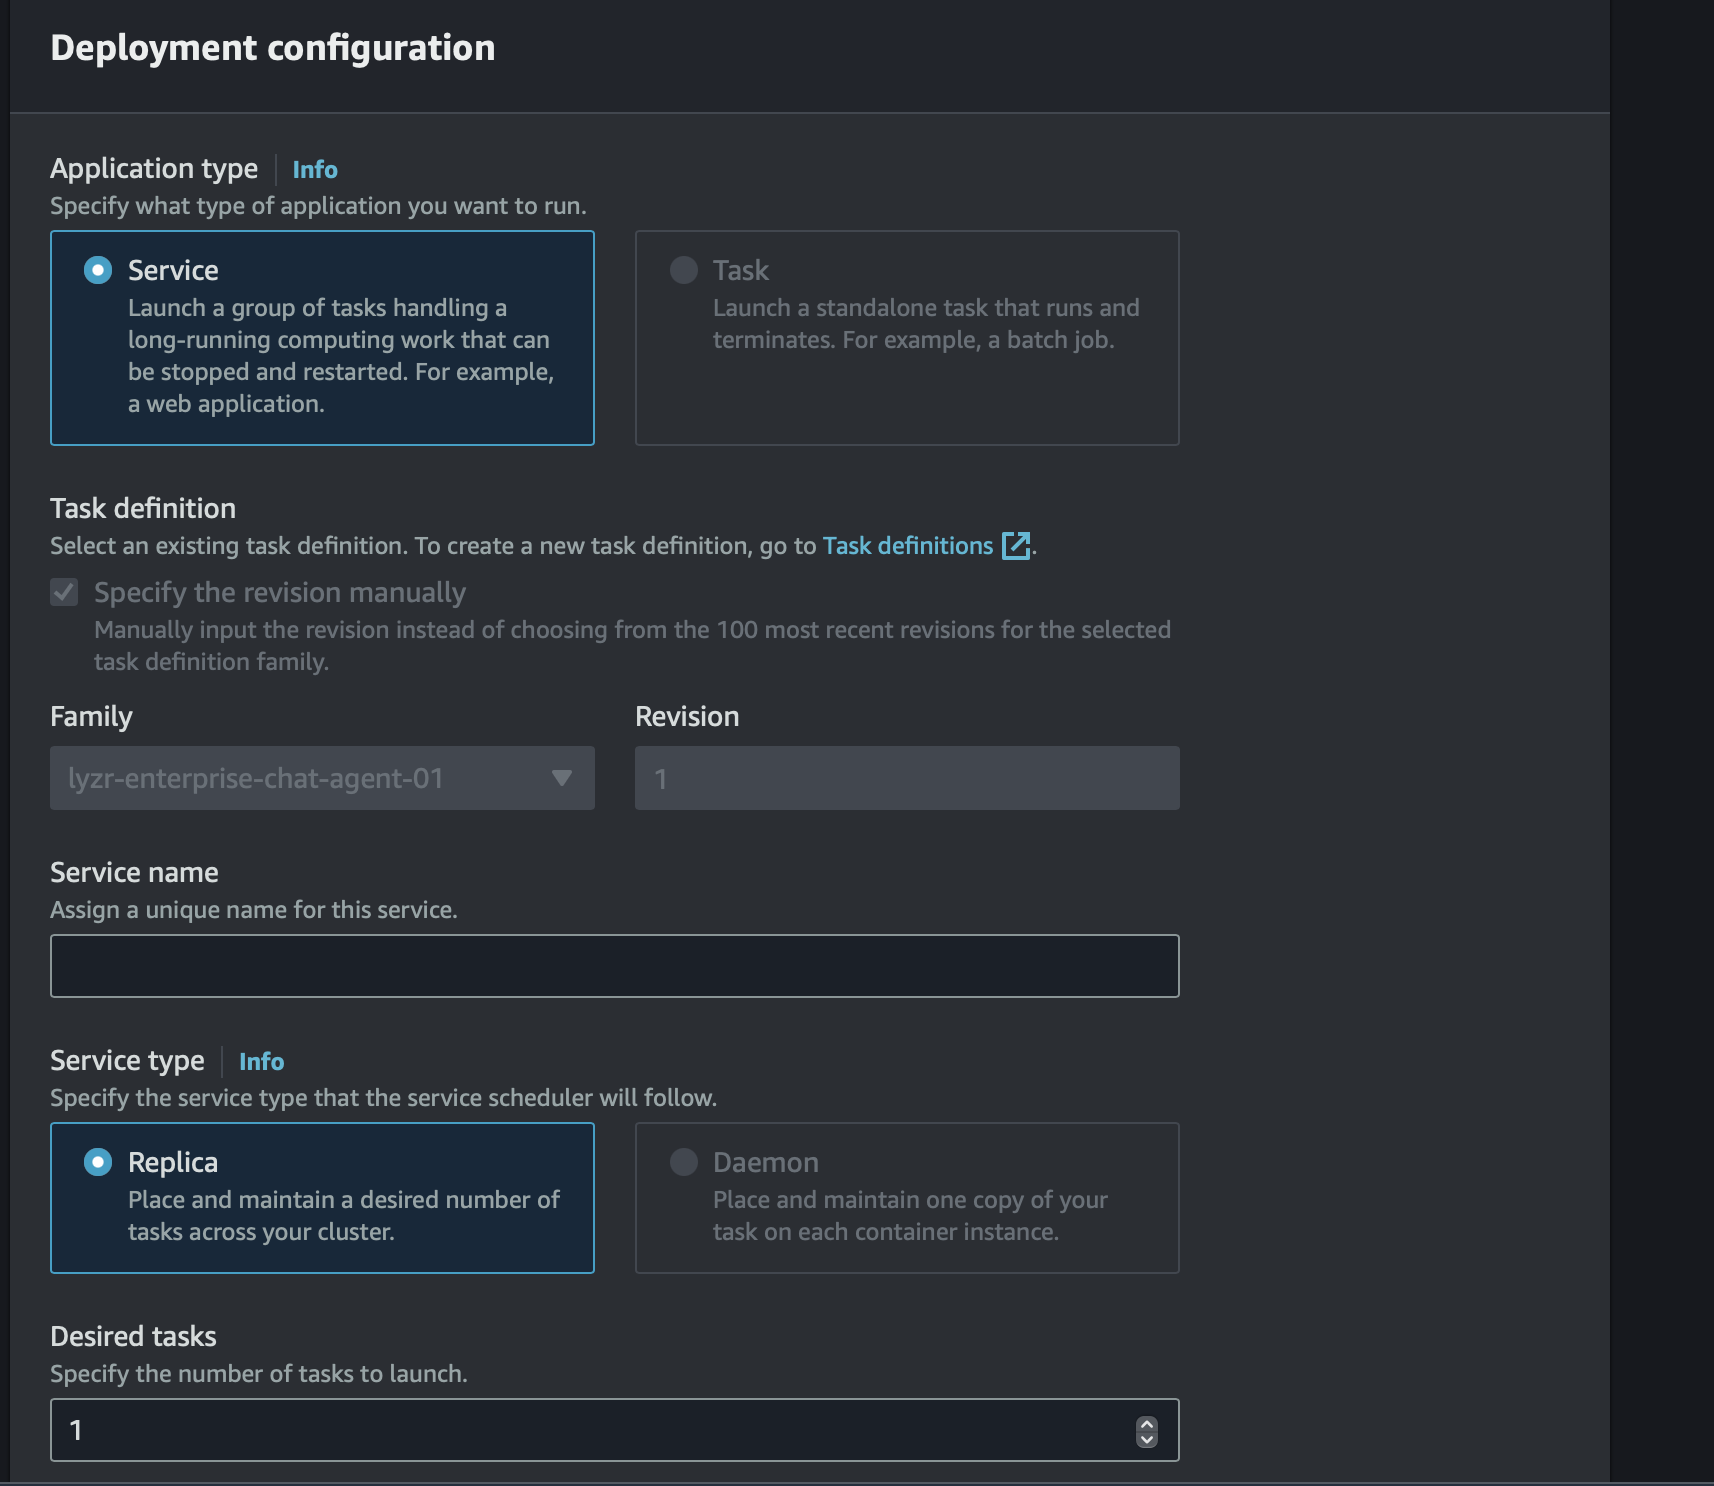 Deployment configuration
Application type Info
Specify what type of application you want to run.
Service
Launch a group of tasks handling a
long-running computing work that can
be stopped and restarted. For example,
a web application.
Task
Launch a standalone task that runs and
terminates. For example, a batch job.
Task definition
Select an existing task definition. To create a new task definition, go to Task definitions.
Specify the revision manually
Manually input the revision instead of choosing from the 100 most recent revisions for the selected
task definition family.
Family
lyzr-enterprise-chat-agent-01
Revision
1
Service name
Assign a unique name for this service.
Service type Info
Specify the service type that the service scheduler will follow.
Replica
Place and maintain a desired number of
tasks across your cluster.
Daemon
Place and maintain one copy of your
task on each container instance.
Desired tasks
Specify the number of tasks to launch.
1